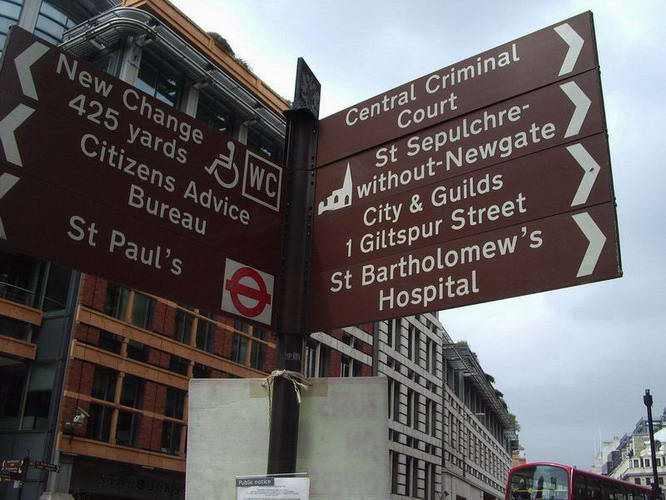 New Change
425 yards
WC
Citizens Advice
Bureau
St Paul's
Central Criminal
Court
St Sepulchre-
without-Newgate
City & Guilds
1 Giltspur Street
St Bartholomew's
Hospital
Public notice